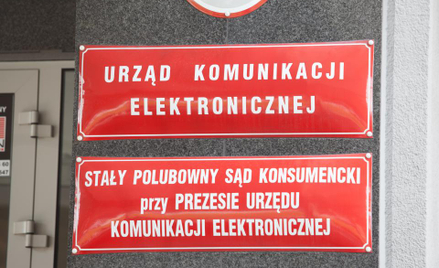 URZĄD KOMUNIKACJI
ELEKTRONICZNEJ
STAŁY POLUBOWNY SĄD KONSUMENCKI
przy PREZESIE URZĘDU
KOMUNIKACJI ELEKTRONICZNEJ